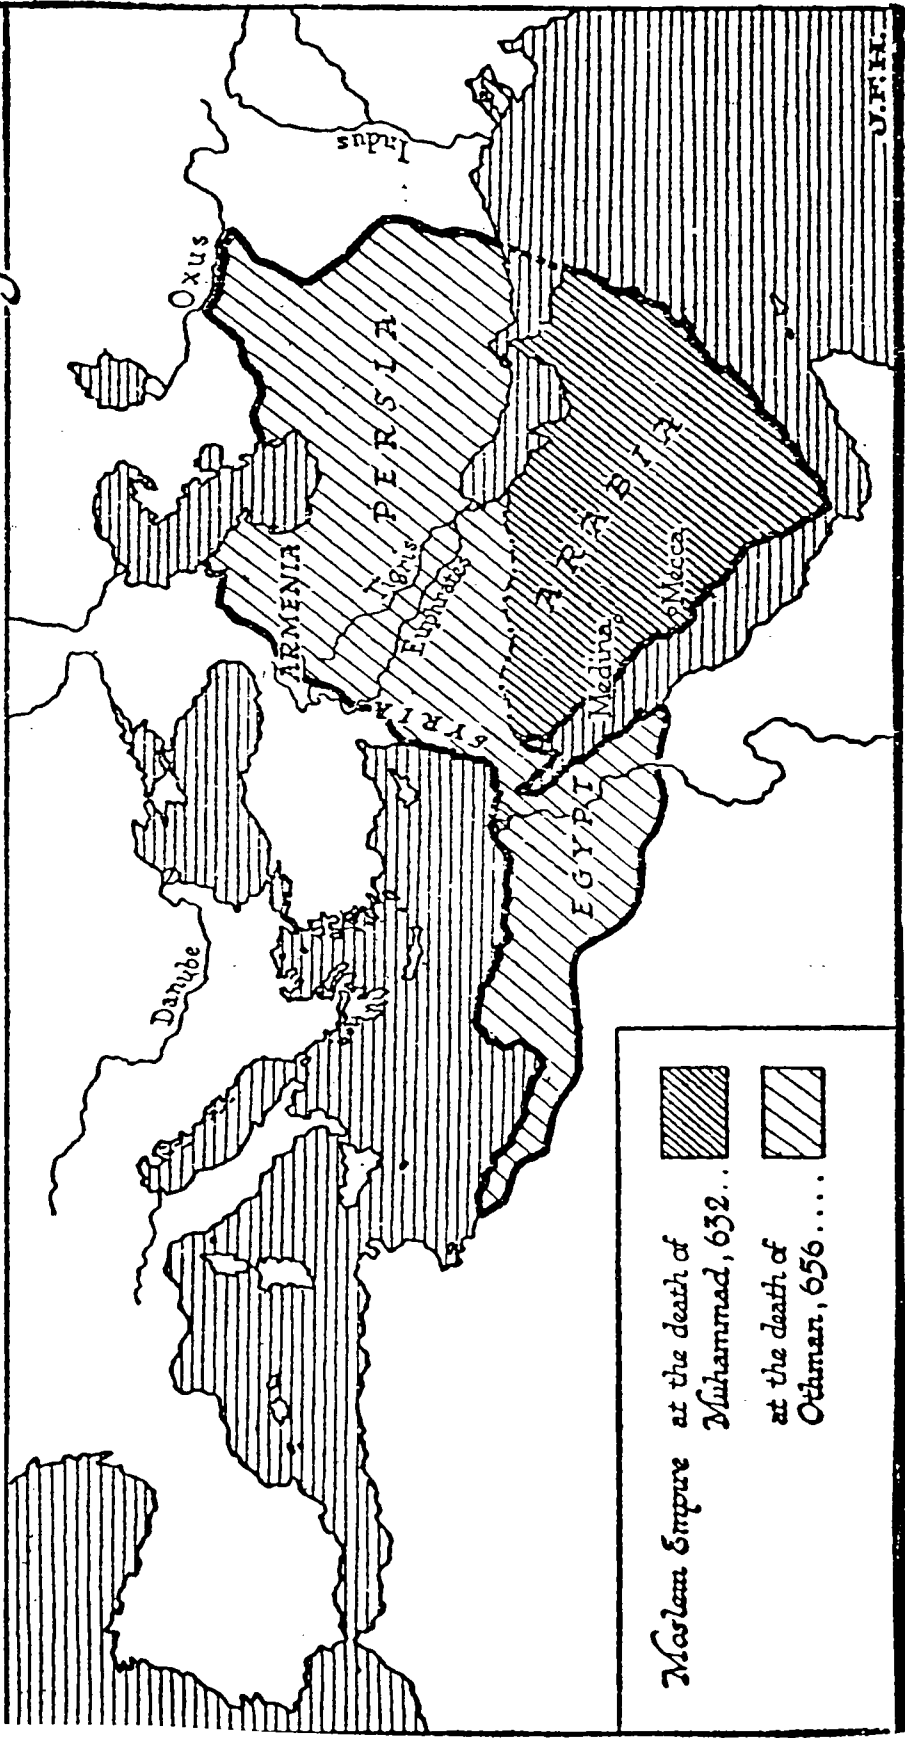 Oxus
Indus
Danube
ARMENIA
PERSIA
Tigris
Euphrates
SYRIA
ARABIA
Medina
Mecca
EGYPT
Moslem Empire at the death of
Muhammad, 632..
at the death of
Othman, 656....
J.F.H.